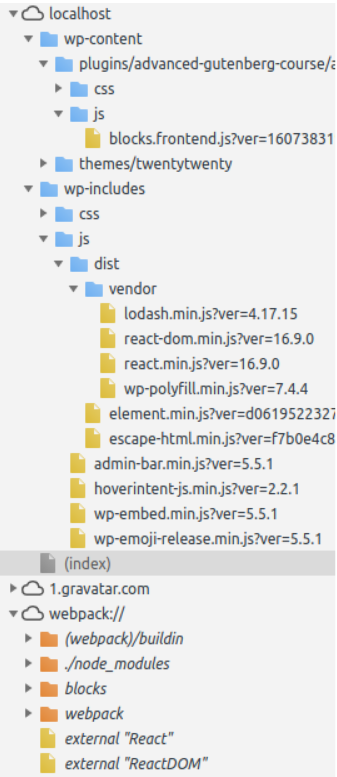 localhost
wp-content
plugins/advanced-gutenberg-course/a
css
js
blocks.frontend.js?ver=16073831
themes/twentytwenty
wp-includes
css
js
dist
vendor
lodash.min.js?ver=4.17.15
react-dom.min.js?ver=16.9.0
react.min.js?ver=16.9.0
wp-polyfill.min.js?ver=7.4.4
element.min.js?ver=d0619522327
escape-html.min.js?ver=f7b0e4c8
admin-bar.min.js?ver=5.5.1
hoverintent-js.min.js?ver=2.2.1
wp-embed.min.js?ver=5.5.1
wp-emoji-release.min.js?ver=5.5.1
(index)
1.gravatar.com
webpack://
(webpack)/buildin
./node_modules
blocks
webpack
external "React"
external "ReactDOM"